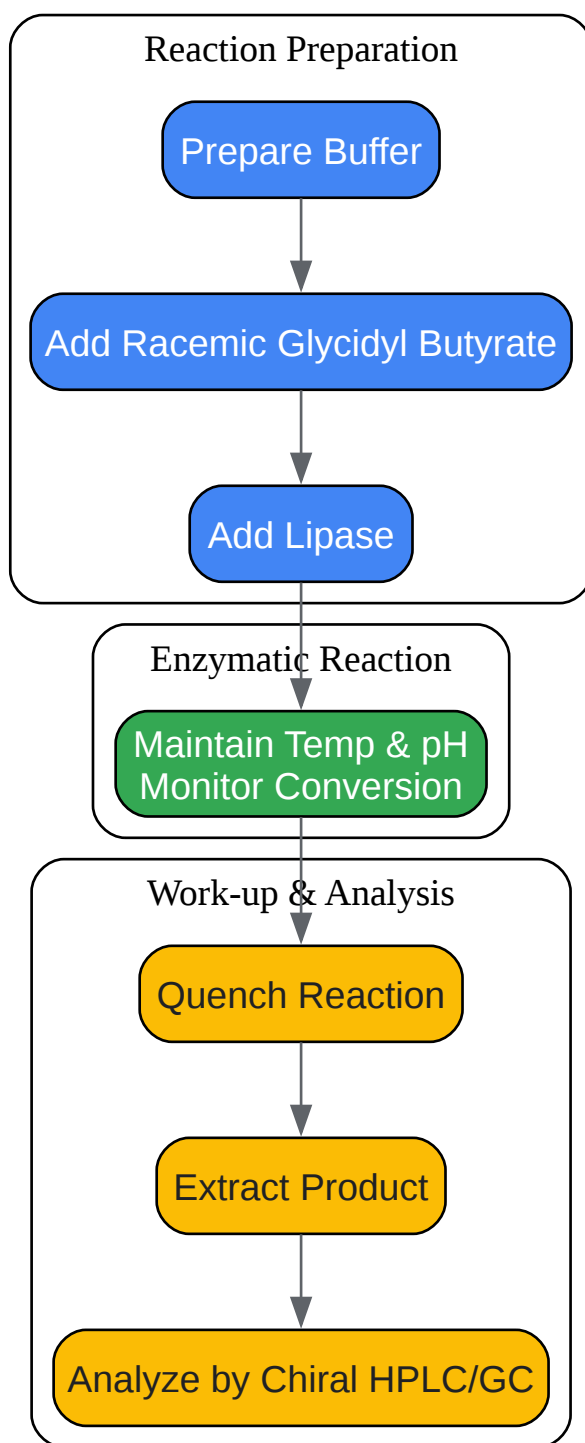 Reaction Preparation
Prepare Buffer
Add Racemic Glycidyl Butyrate
Add Lipase
Enzymatic Reaction
Maintain Temp & pH
Monitor Conversion
Work-up & Analysis
Quench Reaction
Extract Product
Analyze by Chiral HPLC/GC